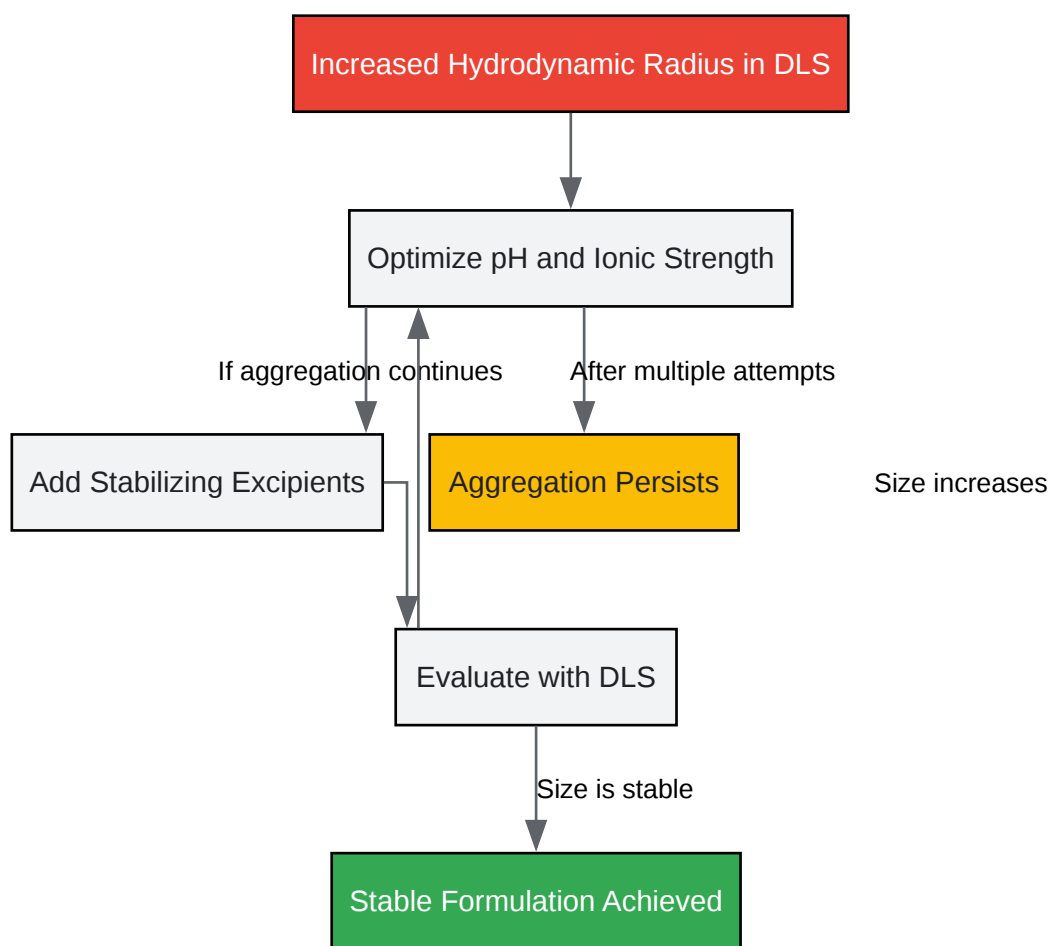 Increased Hydrodynamic Radius in DLS
Optimize pH and Ionic Strength
If aggregation continues
After multiple attempts
Add Stabilizing Excipients
Aggregation Persists
Size increases
Evaluate with DLS
Size is stable
Stable Formulation Achieved